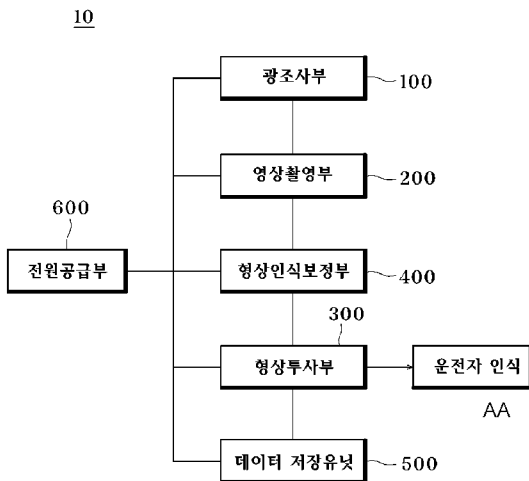 10
광조사부
100
영상촬영부
200
600
전원공급부
형상인식보정부
400
300
형상투사부
운전자 인식
AA
데이터 저장유닛
500